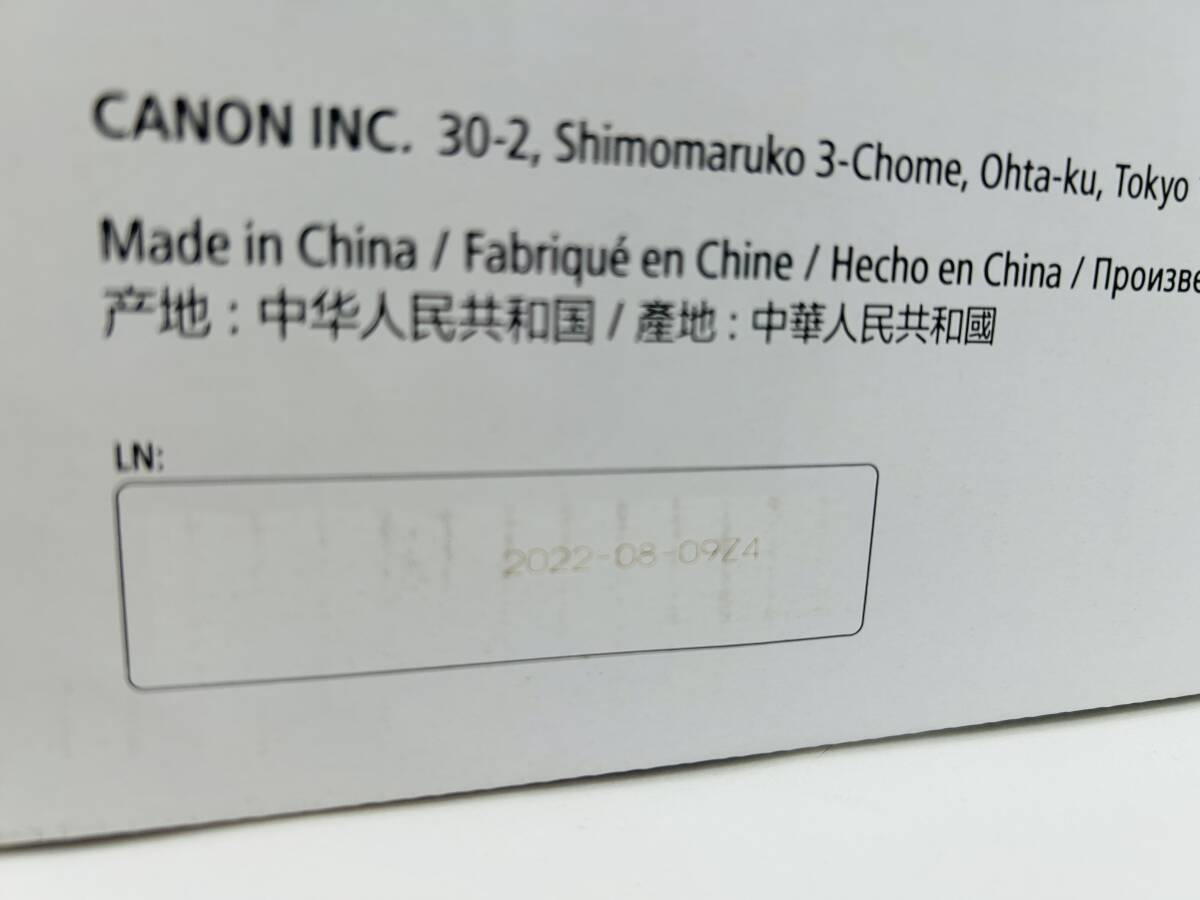 CANON INC. 30-2, Shimomaruko 3-Chome, Ohta-ku, Tokyo
Made in China / Fabriqué en Chine / Hecho en China / Произве
产地 : 中华人民共和国 / 產地 : 中華人民共和國
LN:
2022-08-09Z4